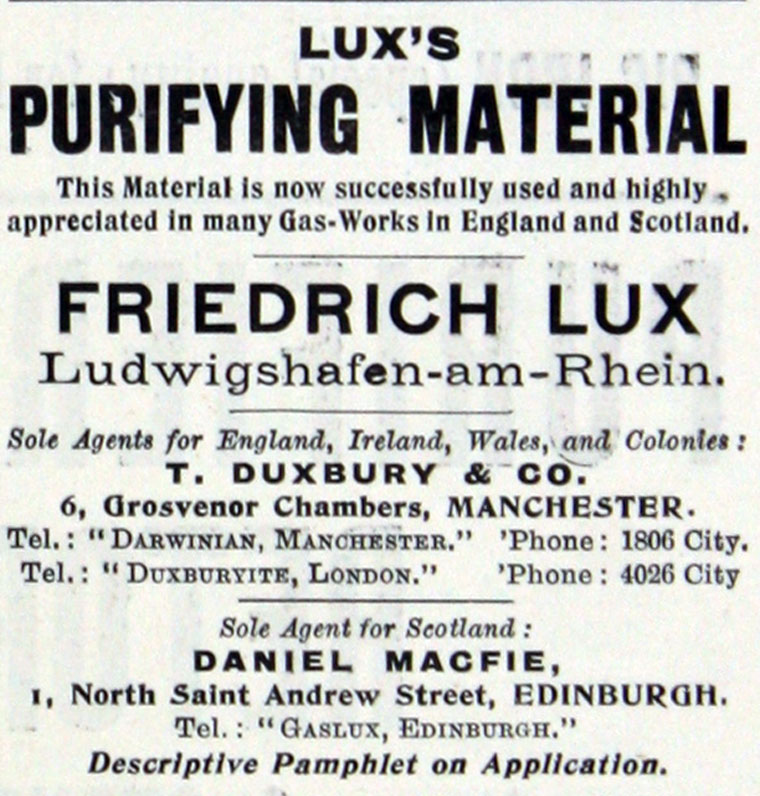 LUX'S
PURIFYING MATERIAL
This Material is now successfully used and highly
appreciated in many Gas-Works in England and Scotland.
FRIEDRICH LUX
Ludwigshafen-am-Rhein.
Sole Agents for England, Ireland, Wales, and Colonies:
T. DUXBURY & CO.
6, Grosvenor Chambers, MANCHESTER.
Tel.: "DARWINIAN, MANCHESTER." 'Phone: 1806 City.
Tel.: "DUXBURYITE, LONDON." 'Phone: 4026 City
Sole Agent for Scotland:
DANIEL MACFIE,
1, North Saint Andrew Street, EDINBURGH.
Tel.: "GASLUX, EDINBURGH."
Descriptive Pamphlet on Application.